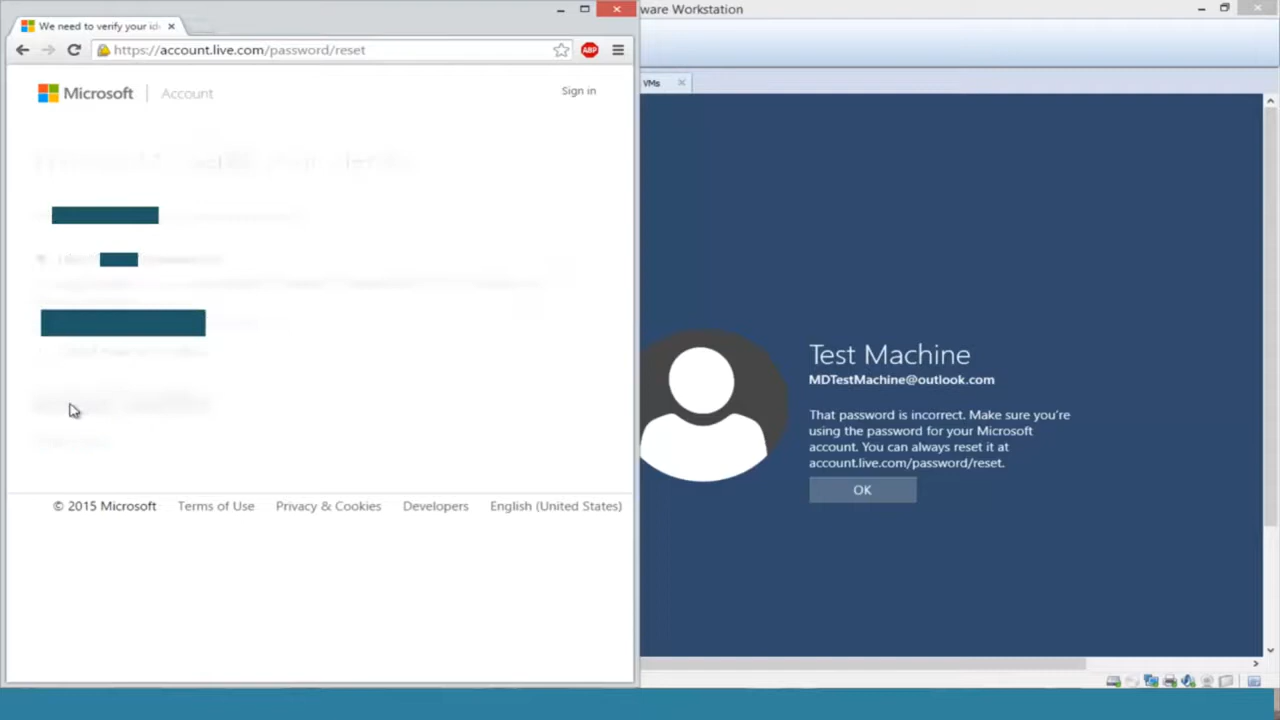 We need to verify your ide
ware Workstation
https://account.live.com/password/reset
ABP
VMs
Microsoft
Account
Sign in
Test Machine
MDTestMachine@outlook.com
That password is incorrect. Make sure you're
using the password for your Microsoft
account. You can always reset it at
account.live.com/password/reset.
OK
© 2015 Microsoft
Terms of Use
Privacy & Cookies
Developers
English (United States)